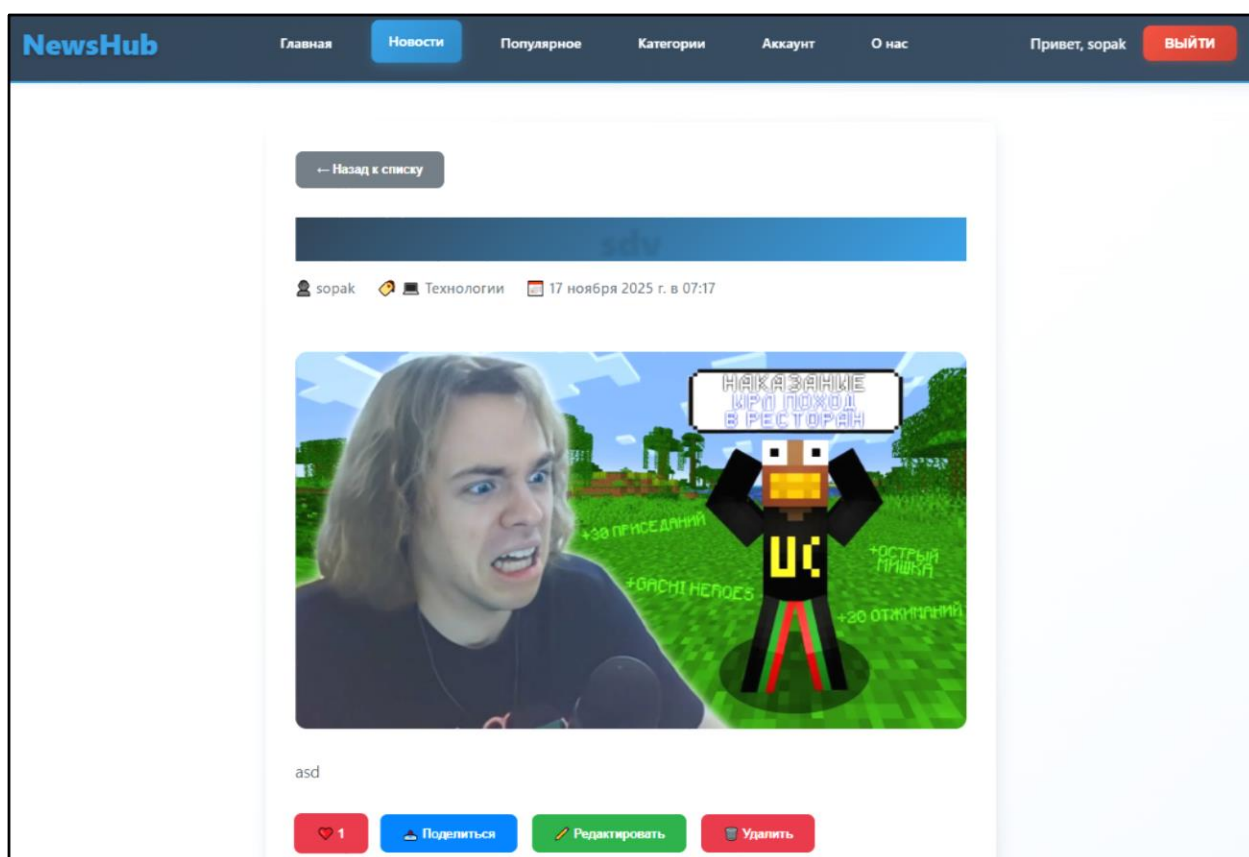 NewsHub
Главная Новости Популярное Категории Аккаунт О нас Привет, sopak ВЫЙТИ
← Назад к списку
sdv
sopak Технологии 17 ноября 2025 г. в 07:17
НАКАЗАНИЕ
ИРЛ ПОХОД
В РЕСТОРАН
+30 ПРИСЕДАНИЙ
+ОСТРЫЙ
МИШКА
+GACHI HEROES
+20 ОТЖИМАНИЙ
UC
asd
1 Поделиться Редактировать Удалить